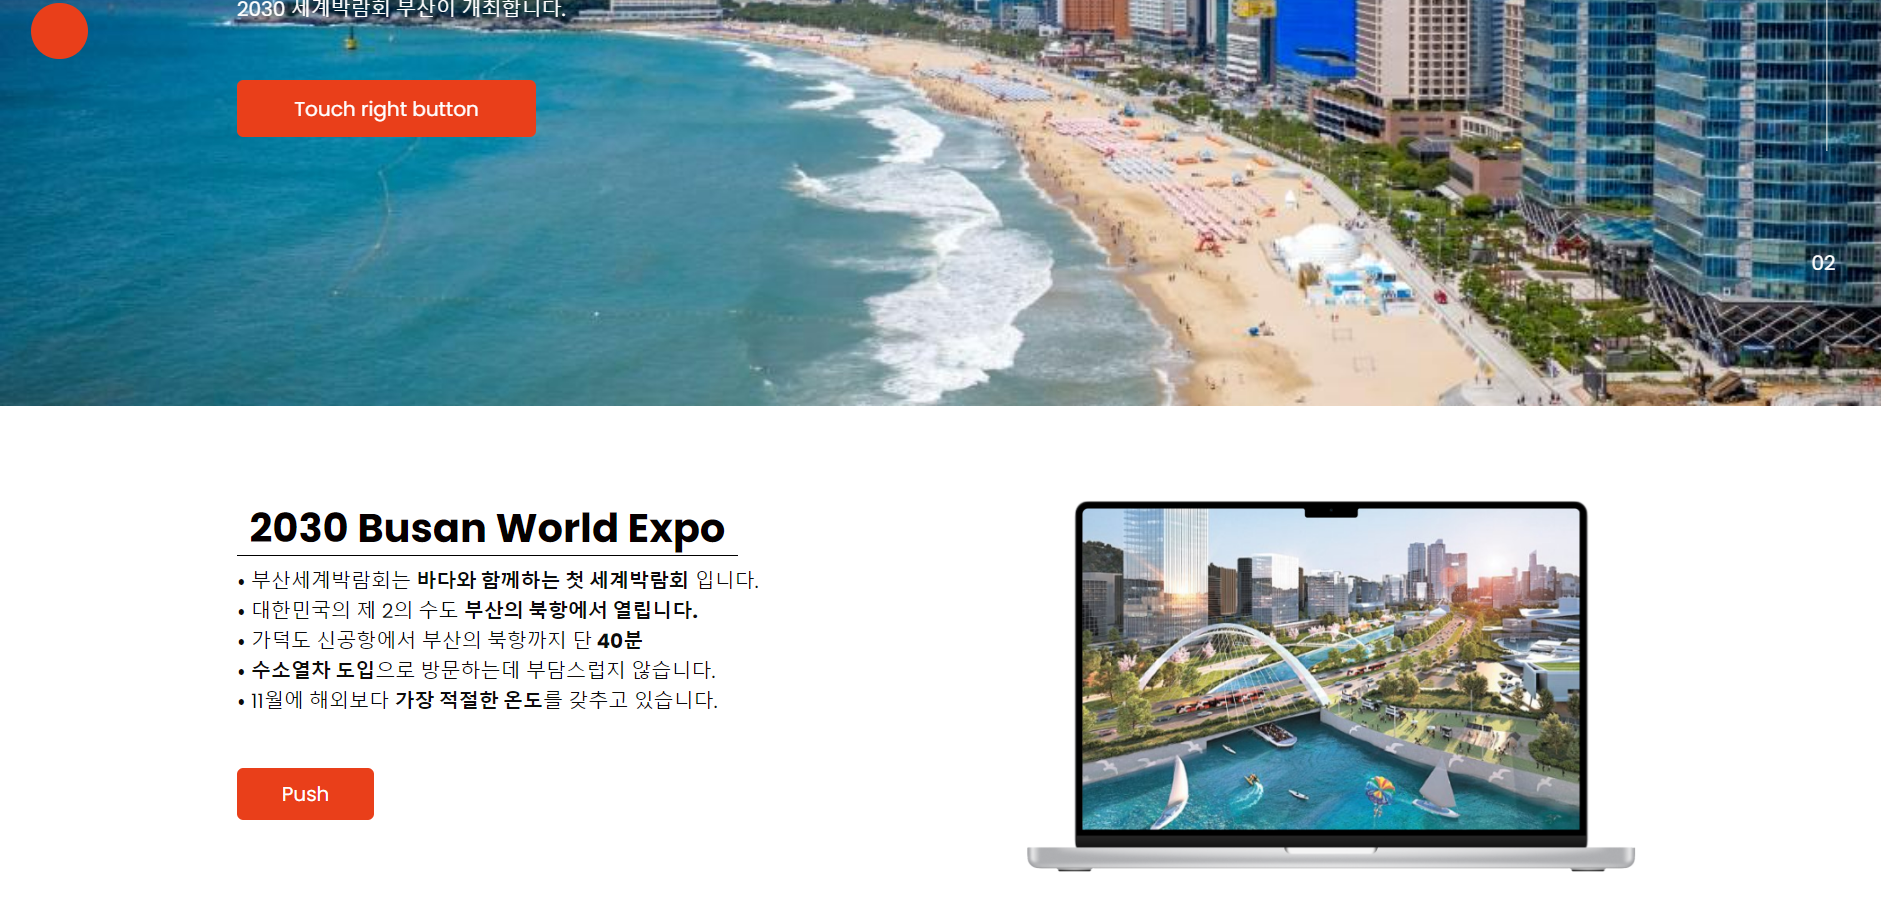 2030 세계박람회 부산이 개최합니다.
Touch right button
02
2030 Busan World Expo
• 부산세계박람회는 바다와 함께하는 첫 세계박람회 입니다.
• 대한민국의 제 2의 수도 부산의 북항에서 열립니다.
• 가덕도 신공항에서 부산의 북항까지 단 40분
• 수소열차 도입으로 방문하는데 부담스럽지 않습니다.
• 11월에 해외보다 가장 적절한 온도를 갖추고 있습니다.
Push